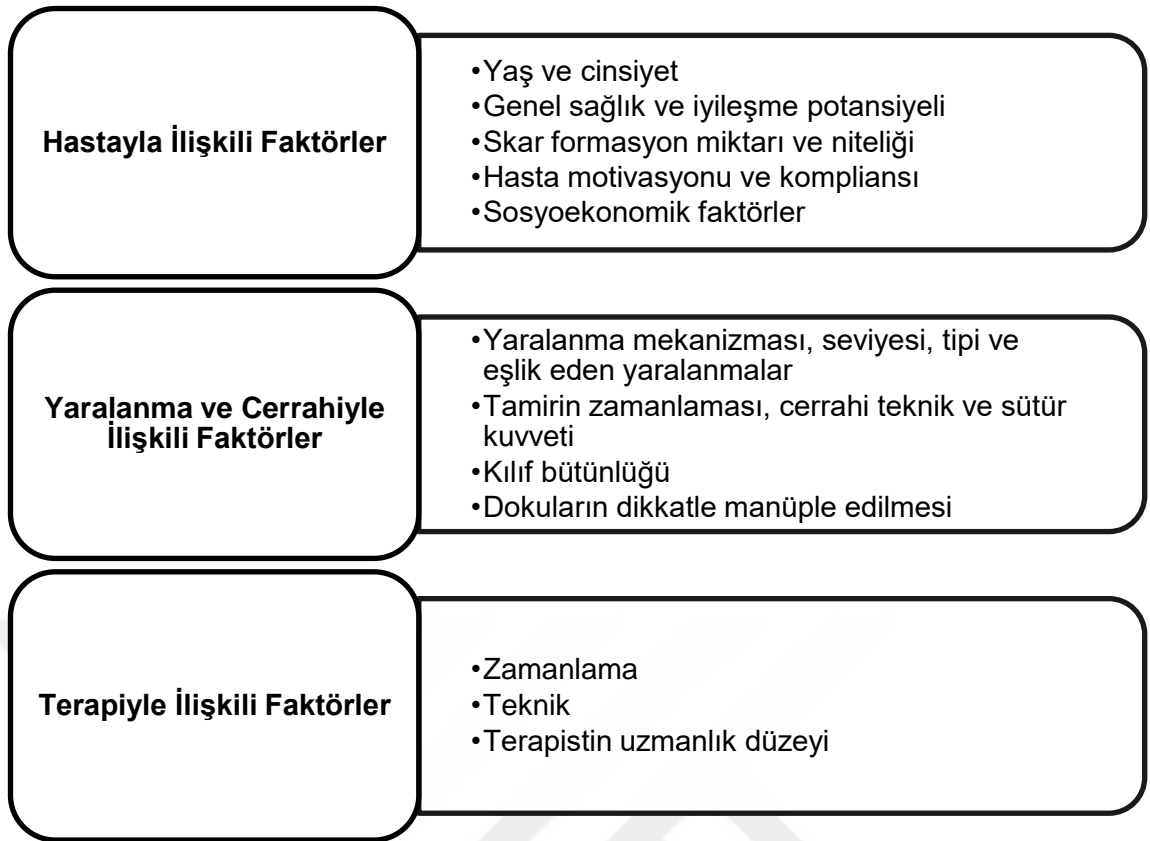 Hastayla İlişkili Faktörler
•Yaş ve cinsiyet
•Genel sağlık ve iyileşme potansiyeli
•Skar formasyon miktarı ve niteliği
•Hasta motivasyonu ve kompliansı
•Sosyoekonomik faktörler
Yaralanma ve Cerrahiyle
İlişkili Faktörler
•Yaralanma mekanizması, seviyesi, tipi ve
eşlik eden yaralanmalar
•Tamirin zamanlaması, cerrahi teknik ve sütür
kuvveti
•Kılıf bütünlüğü
•Dokuların dikkatle manüple edilmesi
Terapiyle İlişkili Faktörler
•Zamanlama
•Teknik
•Terapistin uzmanlık düzeyi